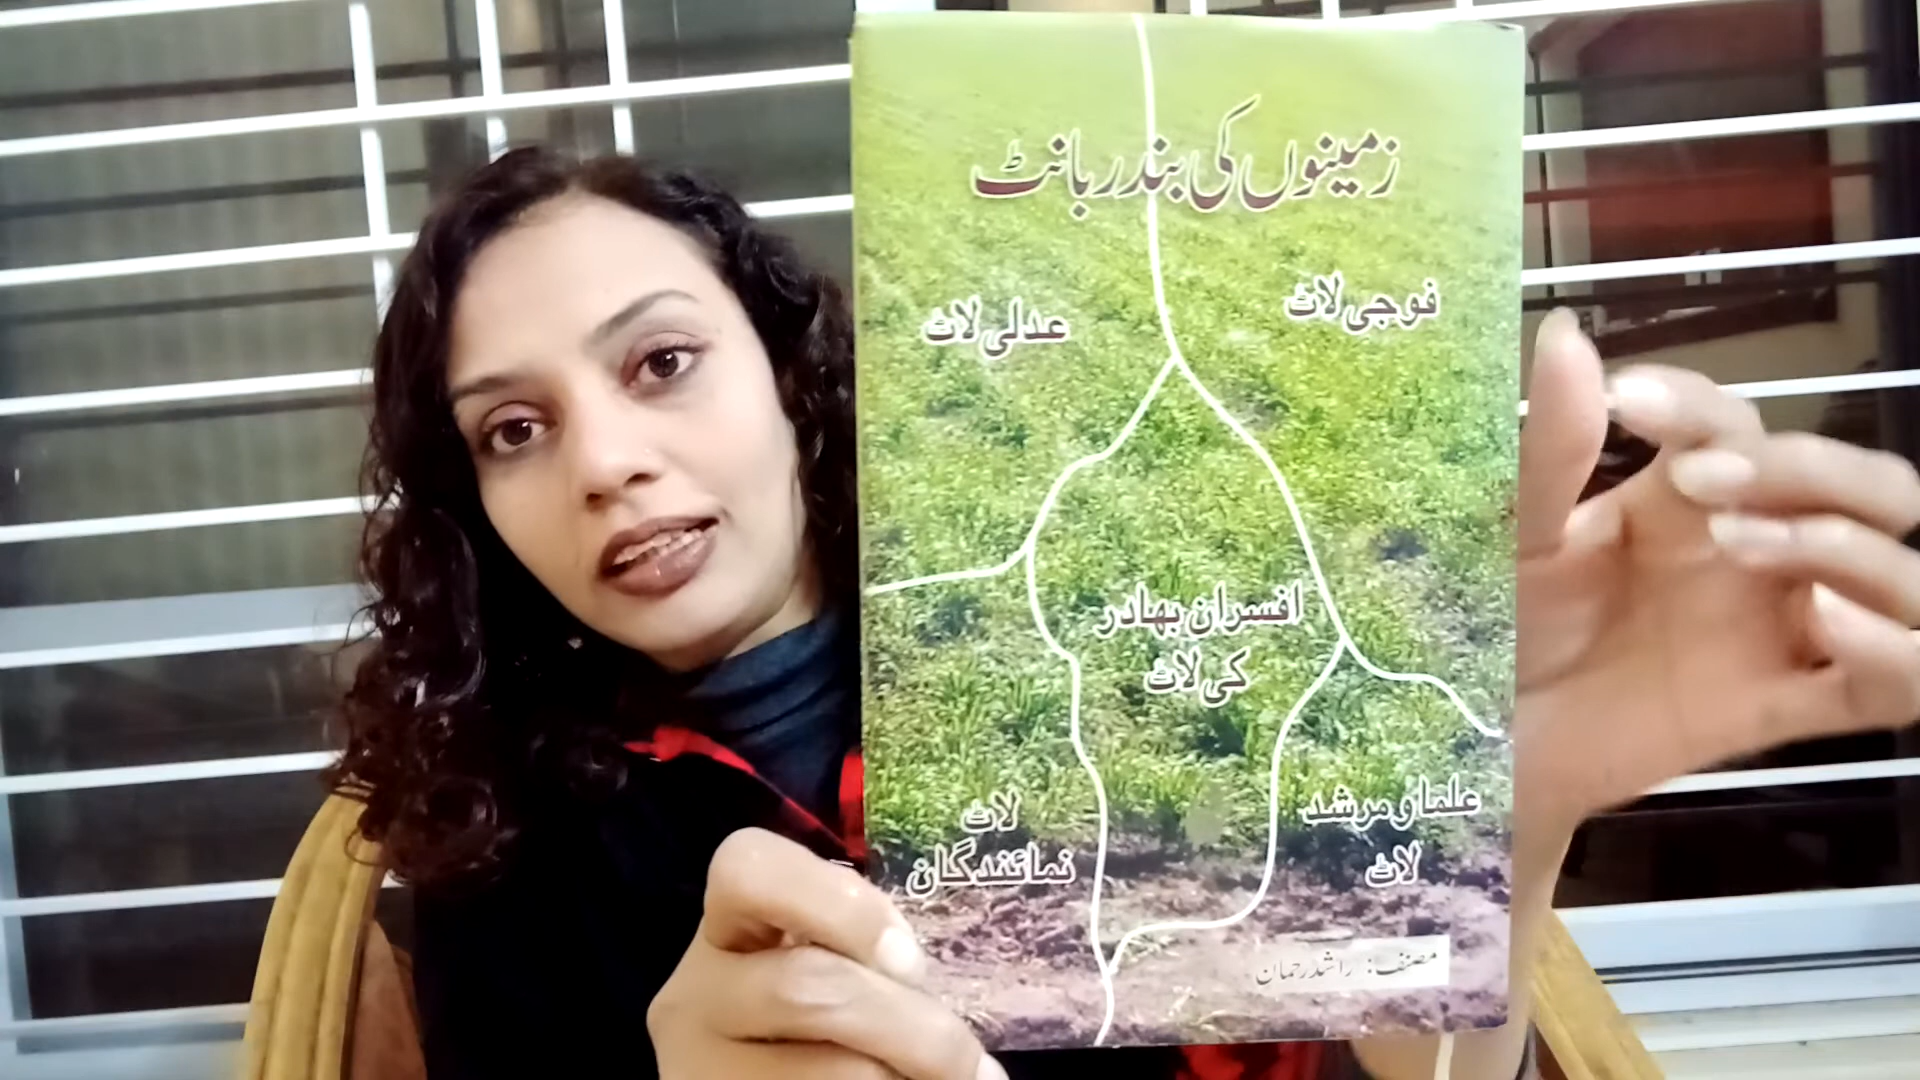 زمینوں کی بندر بانٹ
فوجی لاٹ
عدلی لاٹ
افسران بهادر
کی لاٹ
علما و مرشد
لاٹ
لاٹ
نمائندگان
مصنف: راشد رحمان